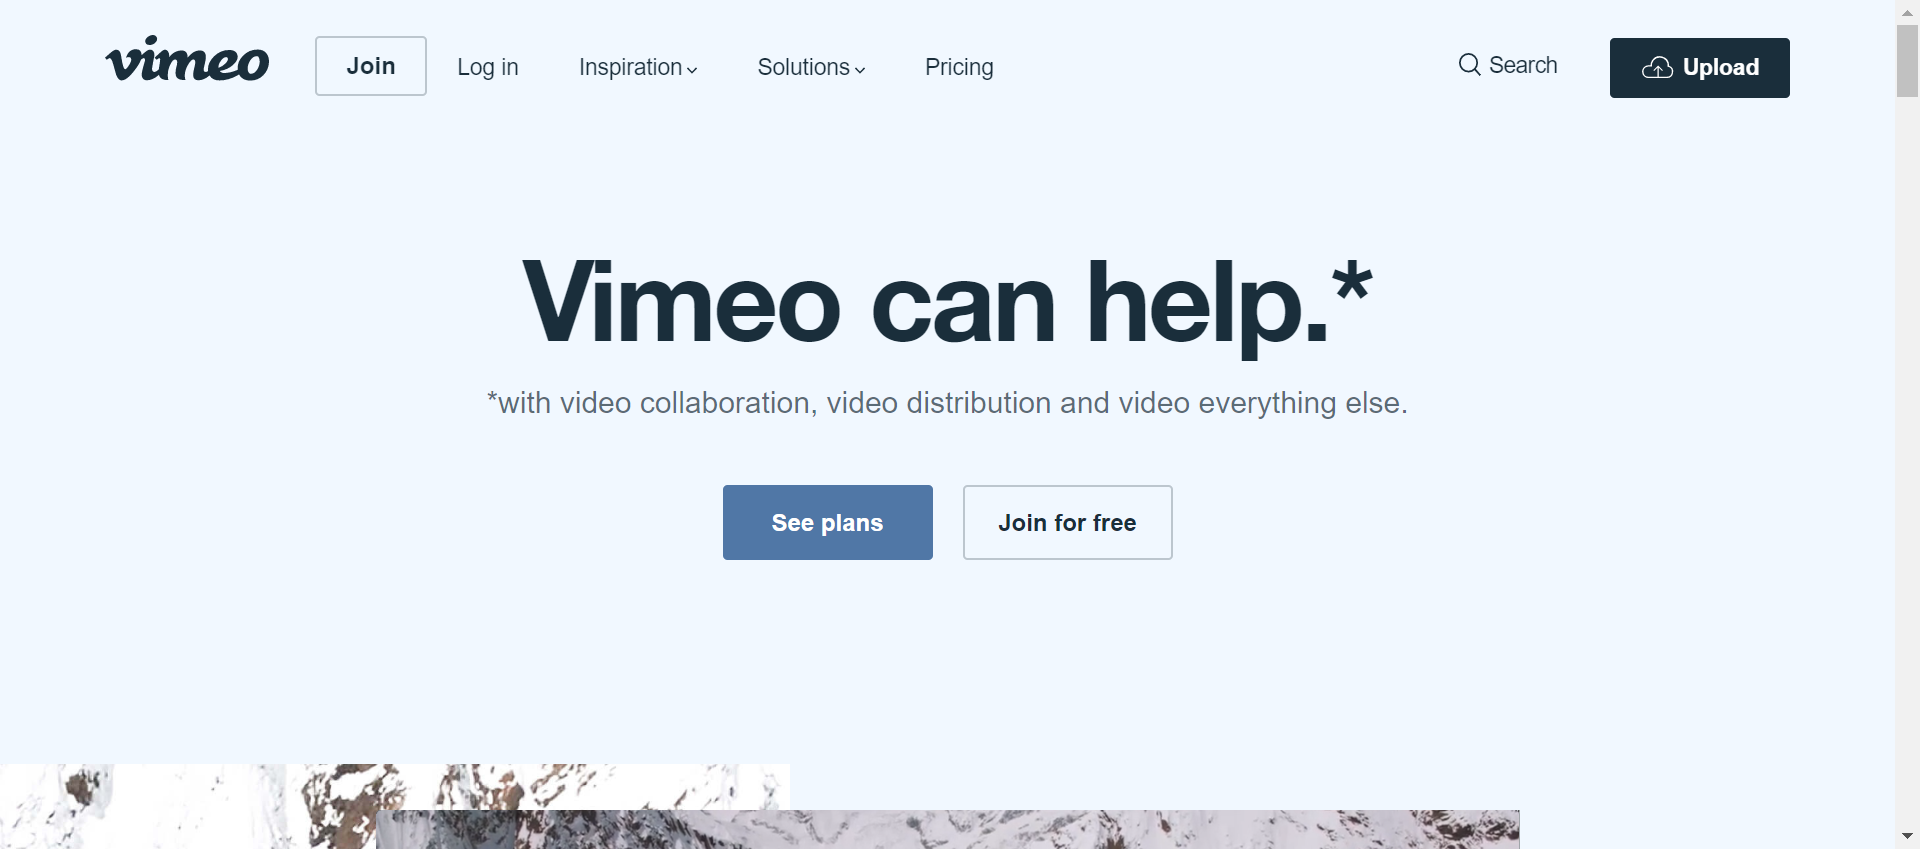 vimeo
Join
Log in
Inspiration
Solutions
Pricing
Search
Upload
Vimeo can help.*
*with video collaboration, video distribution and video everything else.
See plans
Join for free